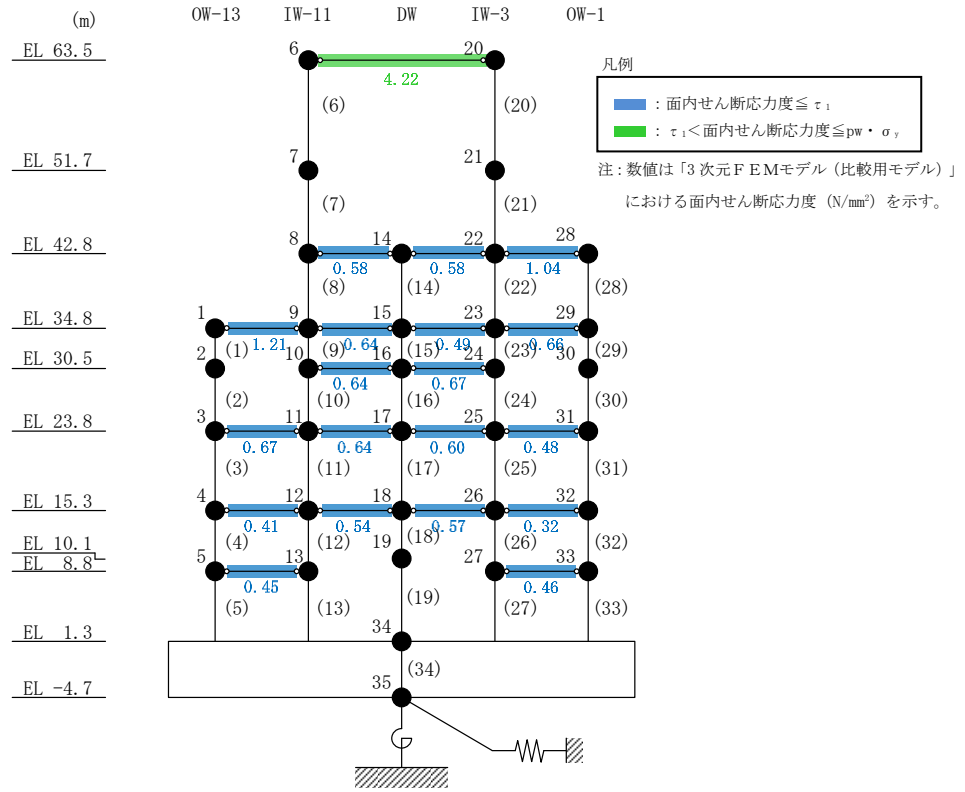 (m) OW-13 IW-11 DW IW-3 OW-1
EL 63.5 6 20
4.22
凡例
:面内せん断応力度≦τ₁
:τ₁<面内せん断応力度≦pw・σy
注:数値は「3次元FEMモデル(比較用モデル)」
における面内せん断応力度(N/mm²)を示す。
(6) (20)
EL 51.7 7 21
(7) (21)
EL 42.8 8 14 22 28
0.58 0.58 1.04
(8) (14) (22) (28)
EL 34.8 1 9 15 23 29
1.21 0.64 0.49 0.66
(1) (9) (15) (23) (29)
EL 30.5 2 10 16 24 30
0.64 0.67
(2) (10) (16) (24) (30)
EL 23.8 3 11 17 25 31
0.67 0.64 0.60 0.48
(3) (11) (17) (25) (31)
EL 15.3 4 12 18 26 32
0.41 0.54 0.57 0.32
(4) (12) (18) (26) (32)
EL 10.1 19
EL 8.8 5 13 27 33
0.45 0.46
(5) (13) (19) (27) (33)
EL 1.3 34
(34)
EL -4.7 35